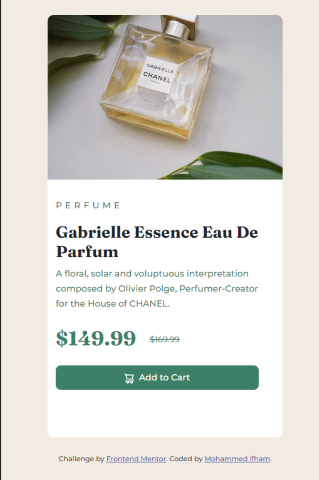 GABRIELLE
CHANEL
PARIS
PERFUME
Gabrielle Essence Eau De
Parfum
A floral, solar and voluptuous interpretation
composed by Olivier Polge, Perfumer-Creator
for the House of CHANEL.
$149.99 $169.99
Add to Cart
Challenge by Frontend Mentor. Coded by Mohammed ifham.